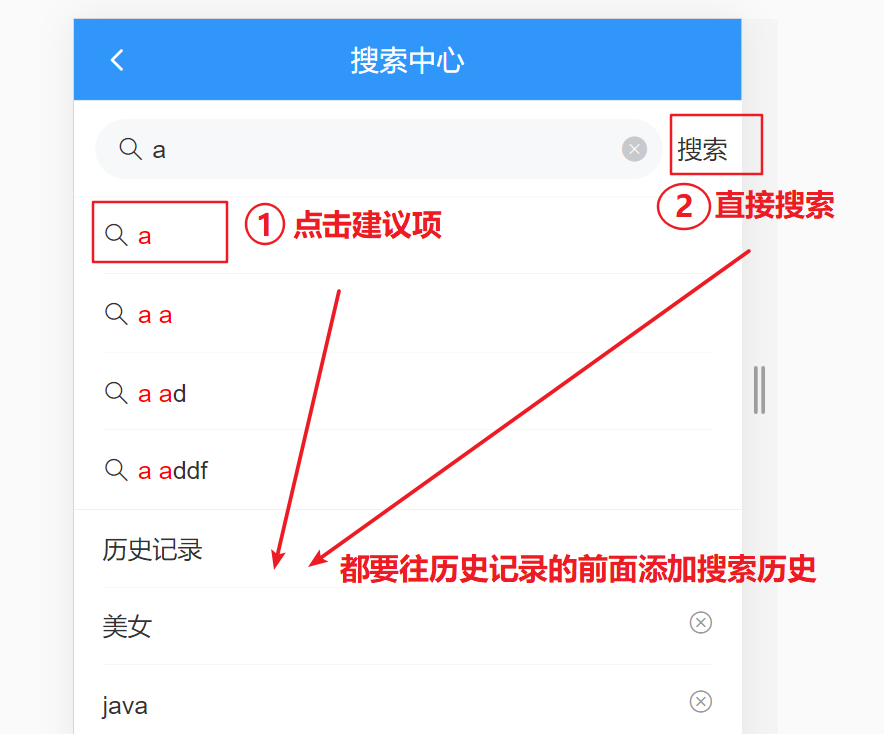 搜索中心
a
搜索
a
① 点击建议项
② 直接搜索
a a
a ad
a addf
历史记录
都要往历史记录的前面添加搜索历史
美女
java